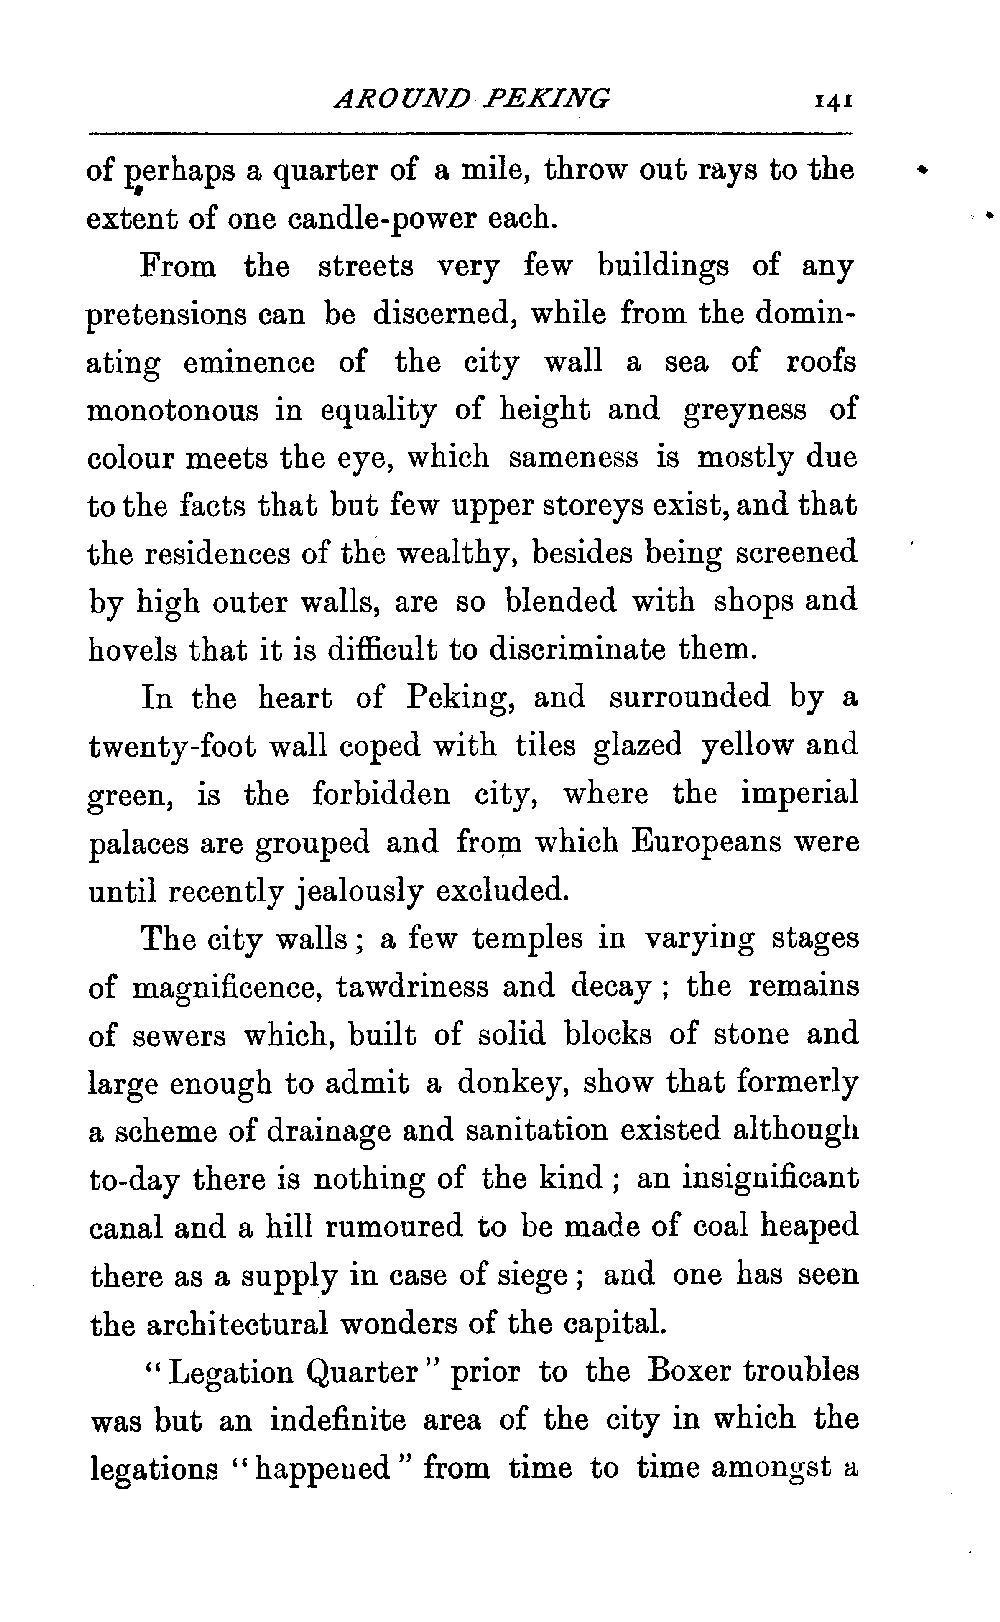 AROUND PEKING 141
of perhaps a quarter of a mile, throw out rays to the
extent of one candle-power each.
From the streets very few buildings of any
pretensions can be discerned, while from the domin-
ating eminence of the city wall a sea of roofs
monotonous in equality of height and greyness of
colour meets the eye, which sameness is mostly due
to the facts that but few upper storeys exist, and that
the residences of the wealthy, besides being screened
by high outer walls, are so blended with shops and
hovels that it is difficult to discriminate them.
In the heart of Peking, and surrounded by a
twenty-foot wall coped with tiles glazed yellow and
green, is the forbidden city, where the imperial
palaces are grouped and from which Europeans were
until recently jealously excluded.
The city walls; a few temples in varying stages
of magnificence, tawdriness and decay; the remains
of sewers which, built of solid blocks of stone and
large enough to admit a donkey, show that formerly
a scheme of drainage and sanitation existed although
to-day there is nothing of the kind; an insignificant
canal and a hill rumoured to be made of coal heaped
there as a supply in case of siege; and one has seen
the architectural wonders of the capital.
"Legation Quarter" prior to the Boxer troubles
was but an indefinite area of the city in which the
legations "happened" from time to time amongst a